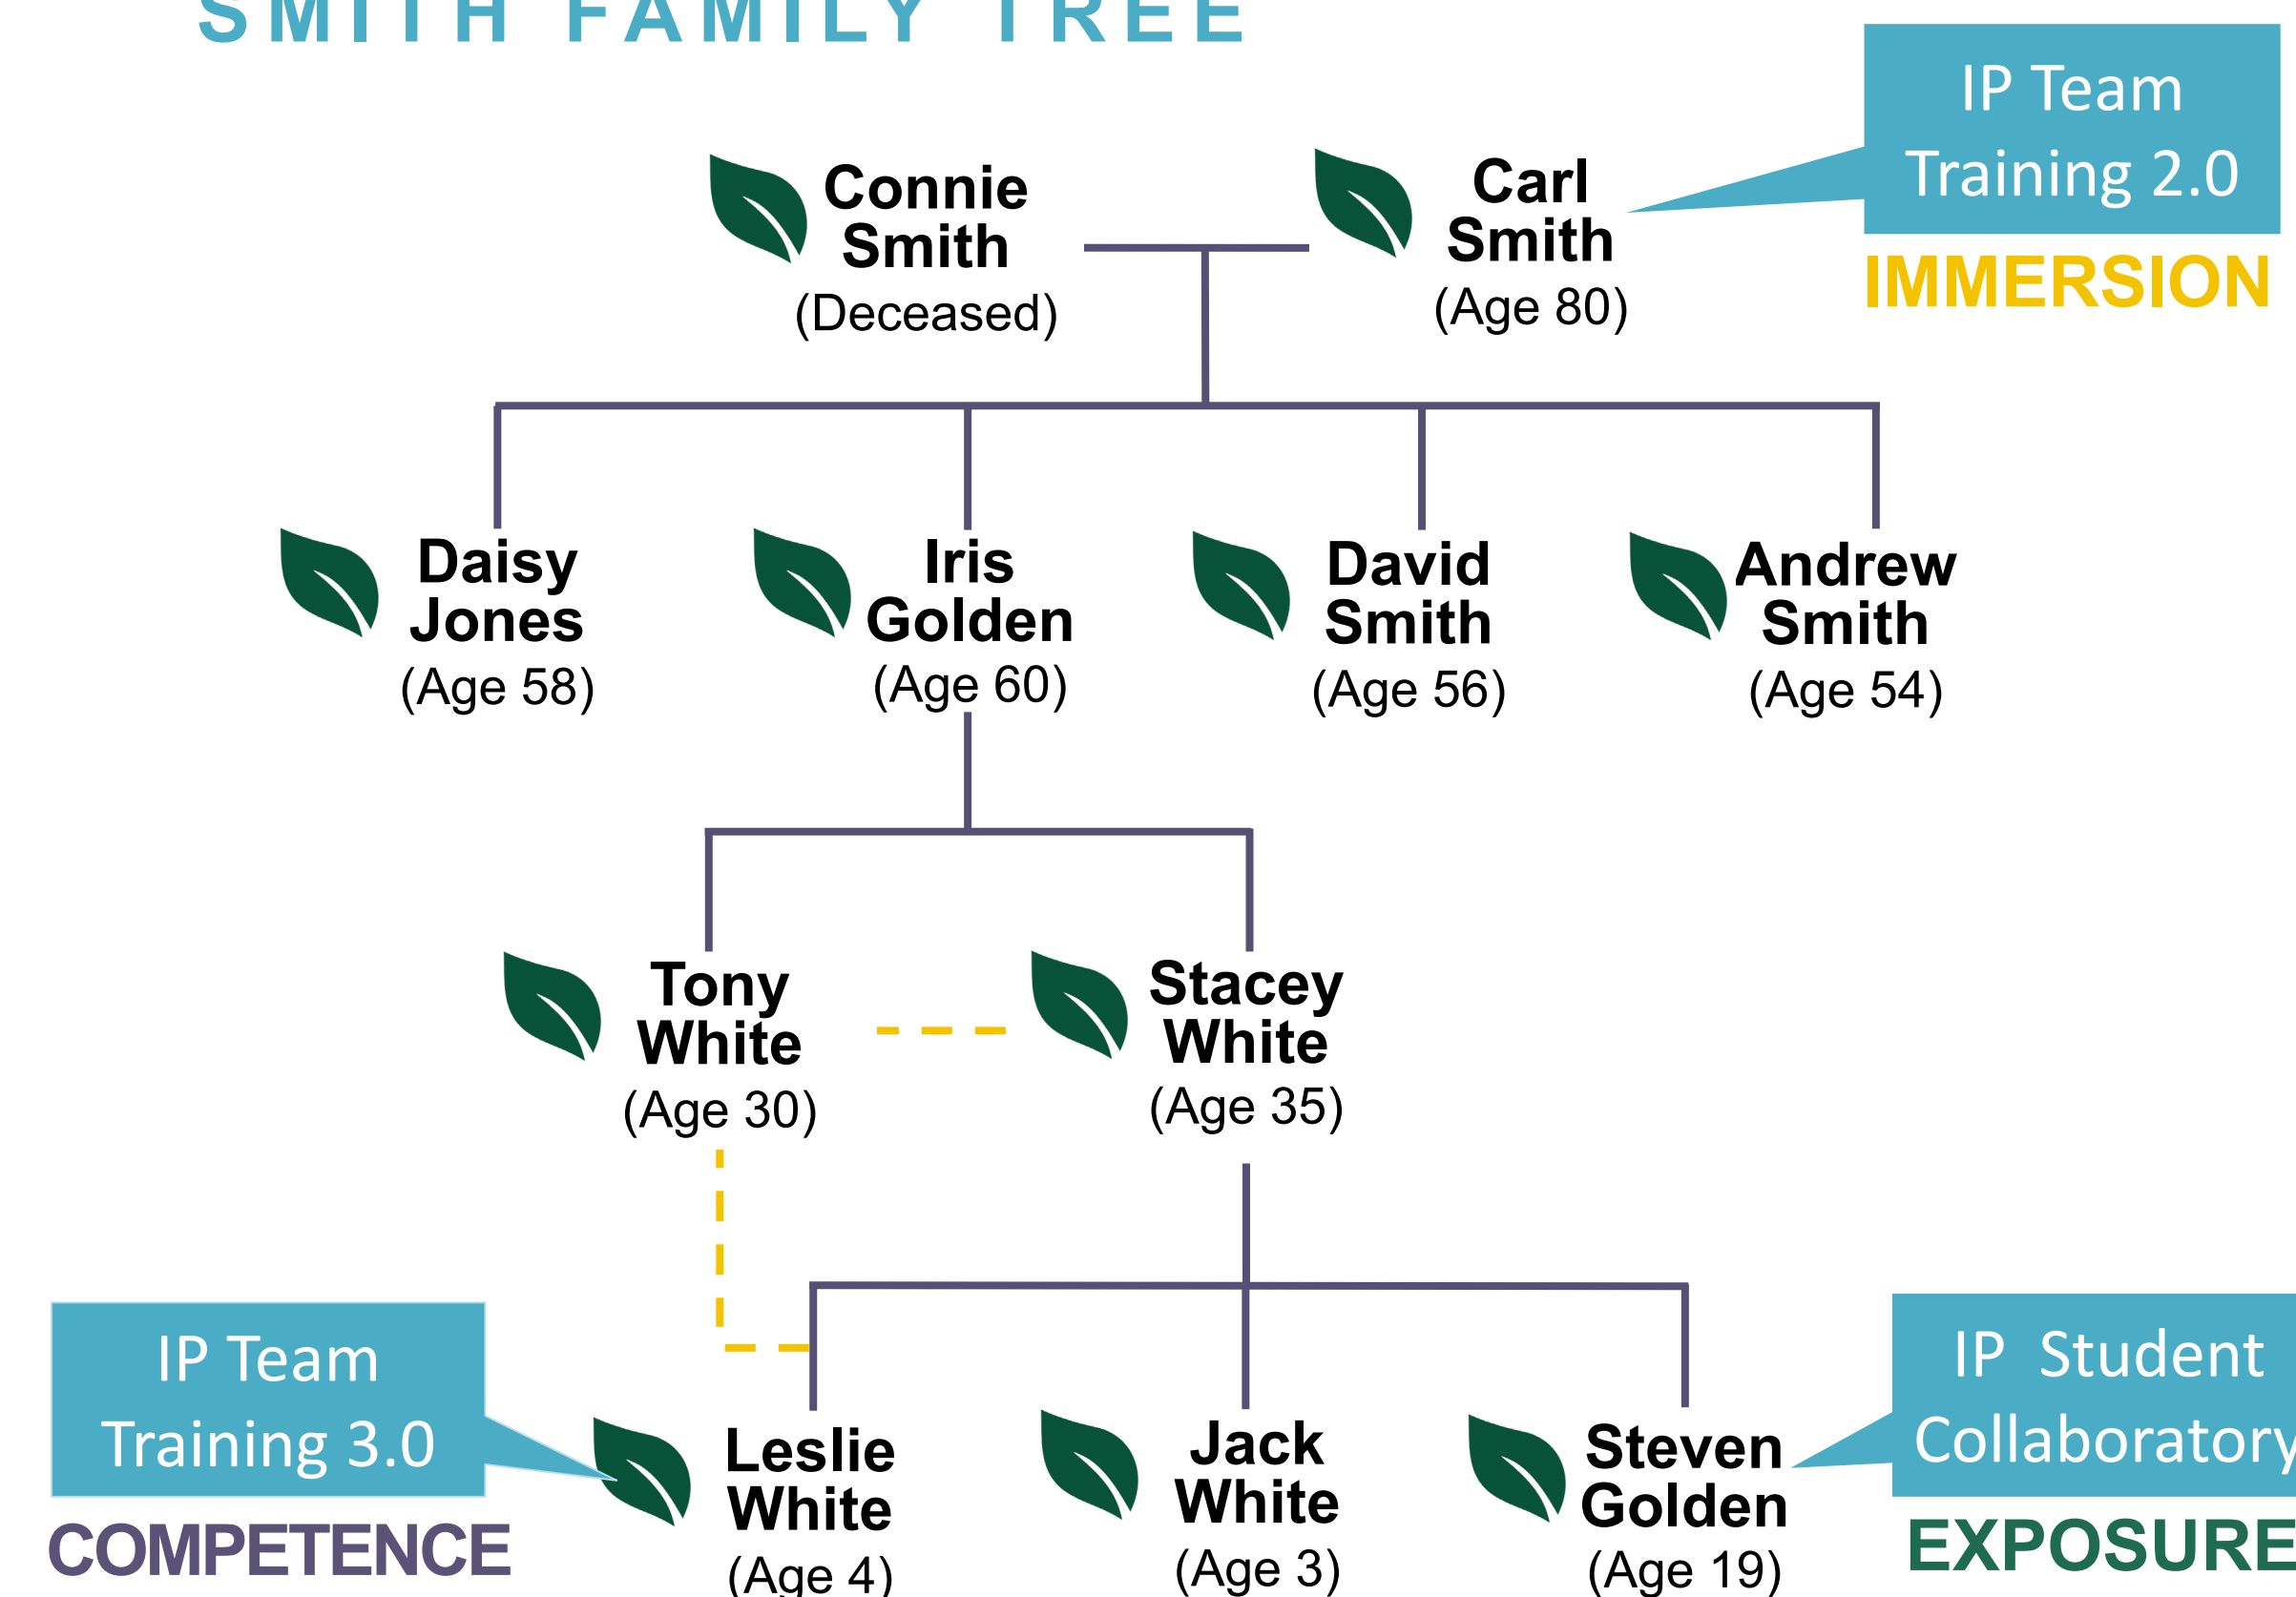 SMITH FAMILY TREE
IP Team
Training 2.0
IMMERSION
Connie
Smith
(Deceased)
Carl
Smith
(Age 80)
Daisy
Jones
(Age 58)
Iris
Golden
(Age 60)
David
Smith
(Age 56)
Andrew
Smith
(Age 54)
Tony
White
(Age 30)
Stacey
White
(Age 35)
IP Team
Training 3.0
COMPETENCE
Leslie
White
(Age 4)
Jack
White
(Age 3)
Steven
Golden
(Age 19)
IP Student
Collaboratory
EXPOSURE